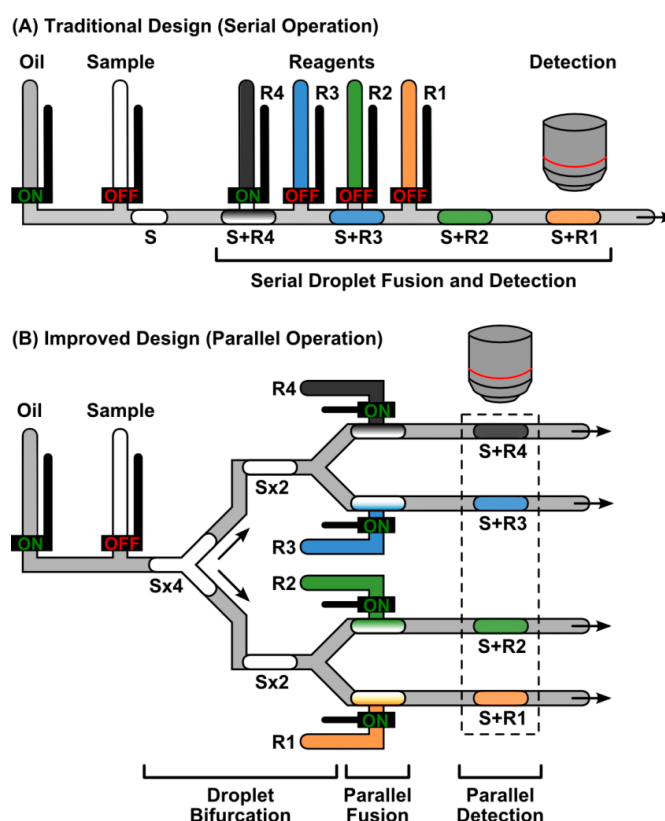 (A) Traditional Design (Serial Operation)
Oil Sample Reagents Detection
R4 R3 R2 R1
ON OFF ON OFF OFF OFF
S S+R4 S+R3 S+R2 S+R1
Serial Droplet Fusion and Detection
(B) Improved Design (Parallel Operation)
R4
ON
Oil Sample
S+R4
Sx2
S+R3
ON
ON OFF
R3
Sx4
R2
ON
S+R2
Sx2
S+R1
ON
R1
Droplet Bifurcation
Parallel Fusion
Parallel Detection